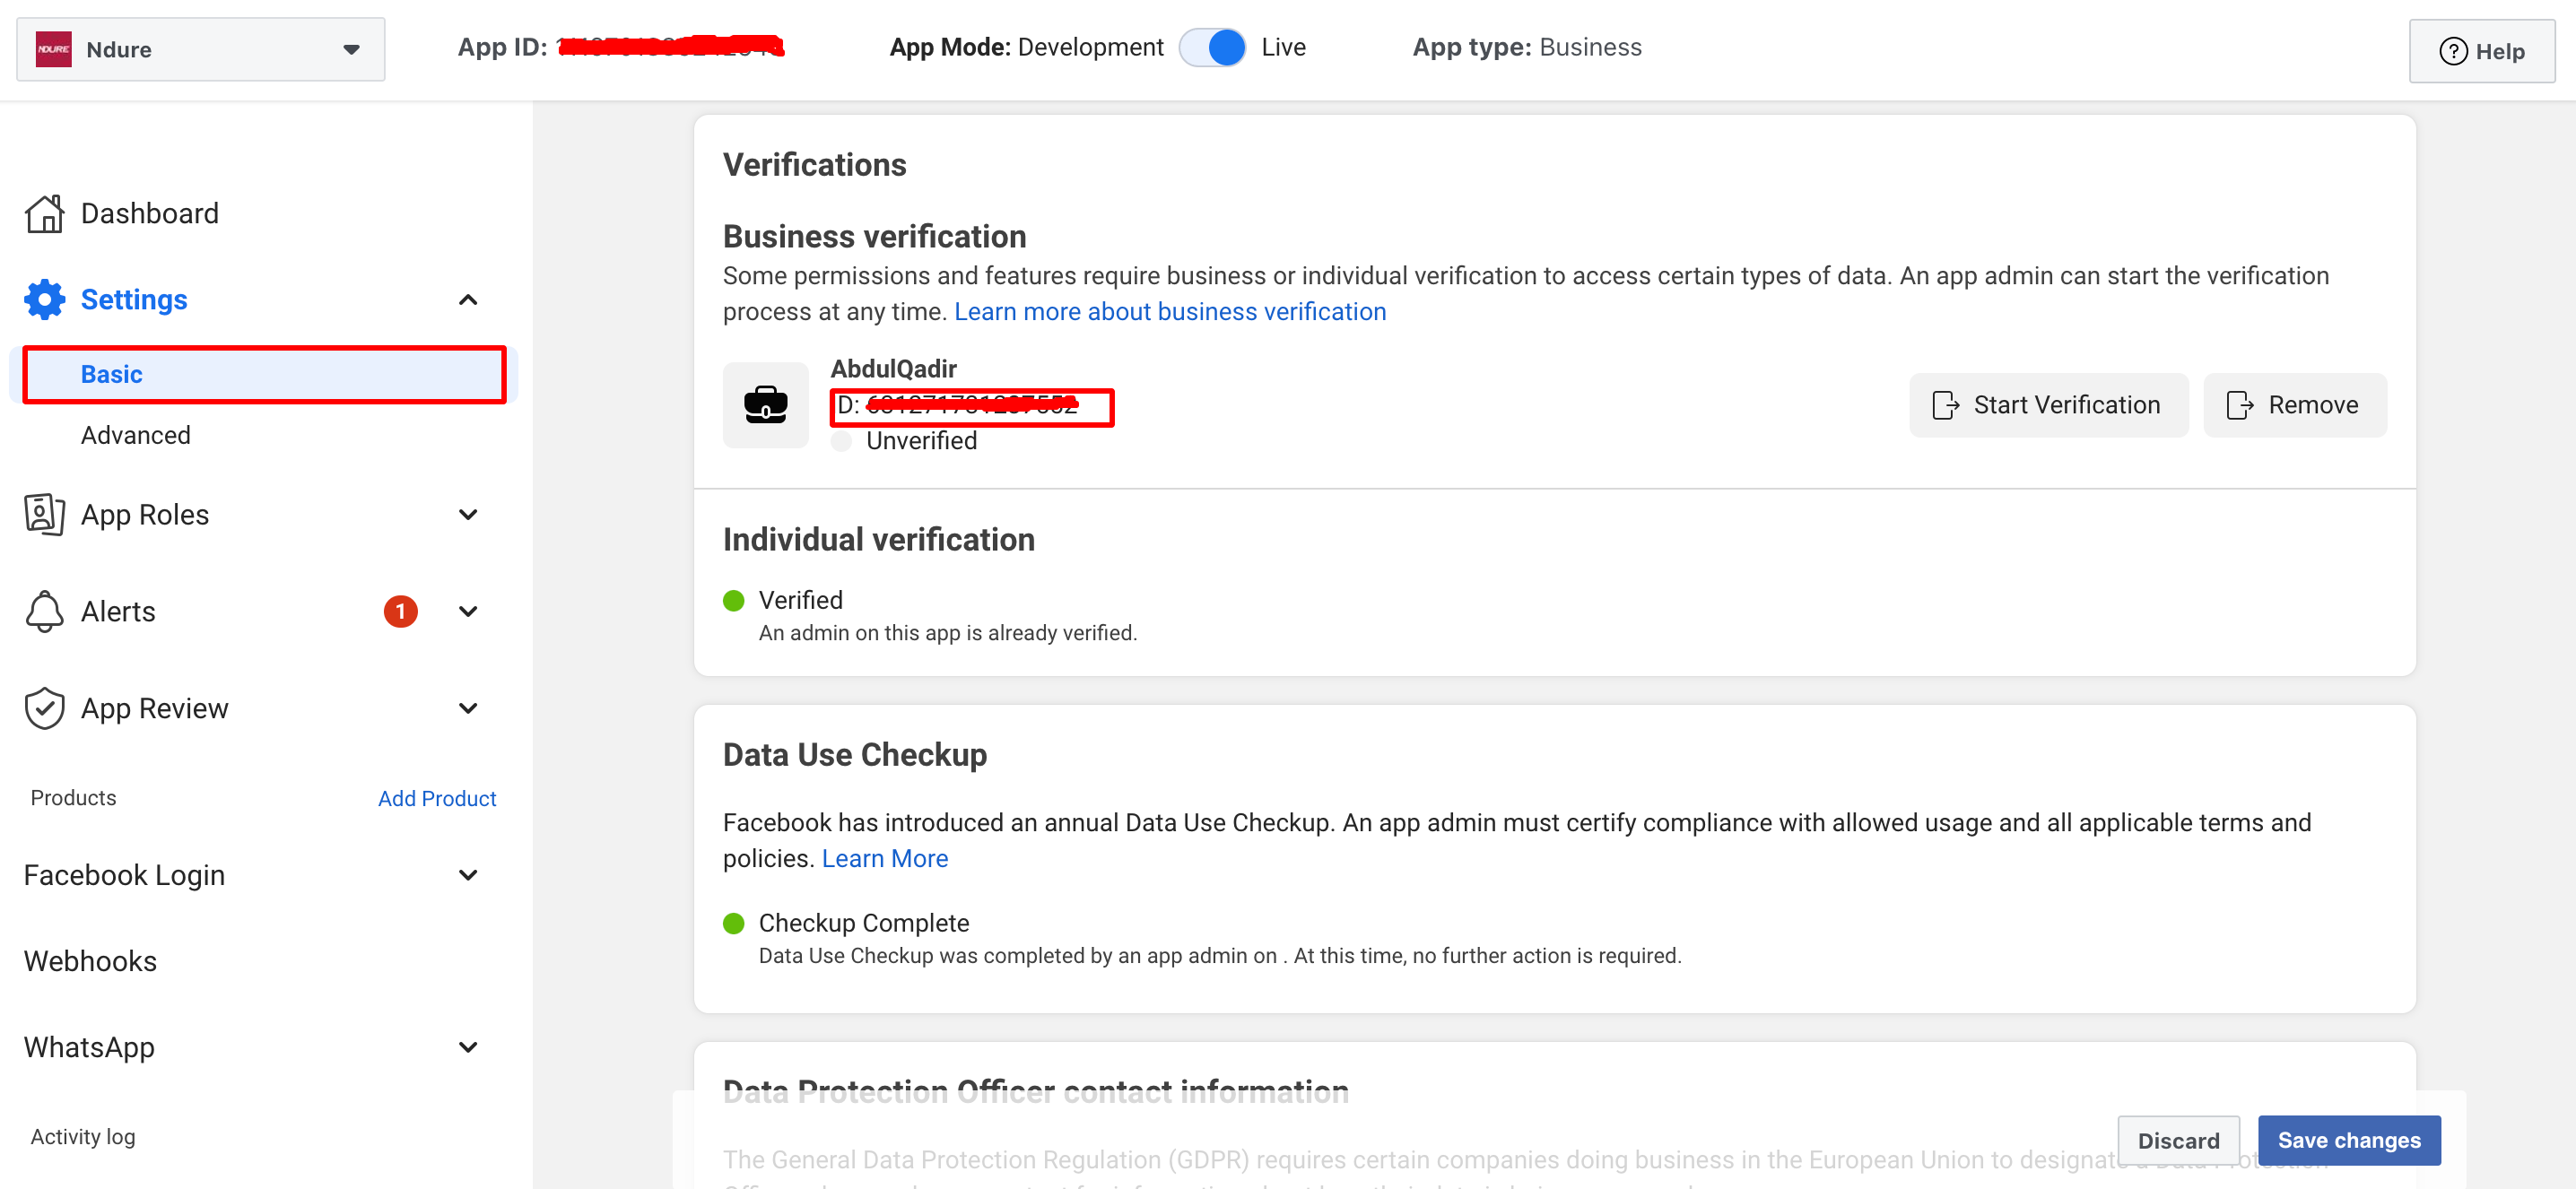 NDURE
Ndure
App ID:
App Mode: Development
Live
App type: Business
Help
Dashboard
Settings
Basic
Advanced
App Roles
Alerts
1
App Review
Products
Add Product
Facebook Login
Webhooks
WhatsApp
Activity log
Verifications
Business verification
Some permissions and features require business or individual verification to access certain types of data. An app admin can start the verification
process at any time. Learn more about business verification
AbdulQadir
D:
Unverified
Start Verification
Remove
Individual verification
Verified
An admin on this app is already verified.
Data Use Checkup
Facebook has introduced an annual Data Use Checkup. An app admin must certify compliance with allowed usage and all applicable terms and
policies. Learn More
Checkup Complete
Data Use Checkup was completed by an app admin on . At this time, no further action is required.
Data Protection Officer contact information
The General Data Protection Regulation (GDPR) requires certain companies doing business in the European Union to designate a Data Protection
Discard
Save changes